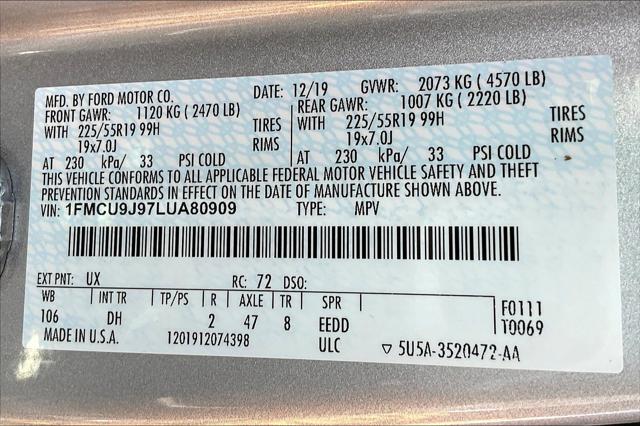 MFD. BY FORD MOTOR CO. DATE: 12/19 GVWR: 2073 KG ( 4570 LB)
FRONT GAWR: 1120 KG ( 2470 LB) REAR GAWR: 1007 KG ( 2220 LB)
WITH 225/55R19 99H TIRES WITH 225/55R19 99H TIRES
19x7.0J RIMS 19x7.0J RIMS
AT 230 kPa/ 33 PSI COLD AT 230 kPa/ 33 PSI COLD
THIS VEHICLE CONFORMS TO ALL APPLICABLE FEDERAL MOTOR VEHICLE SAFETY AND THEFT
PREVENTION STANDARDS IN EFFECT ON THE DATE OF MANUFACTURE SHOWN ABOVE.
VIN: 1FMCU9J97LUA80909 TYPE: MPV
EXT PNT: UX RC: 72 DSO:
WB INT TR TP/PS R AXLE TR SPR F0111
106 DH 2 47 8 EEDD T0069
MADE IN U.S.A. 1201912074398 ULC ▽ 5U5A-3520472-AA